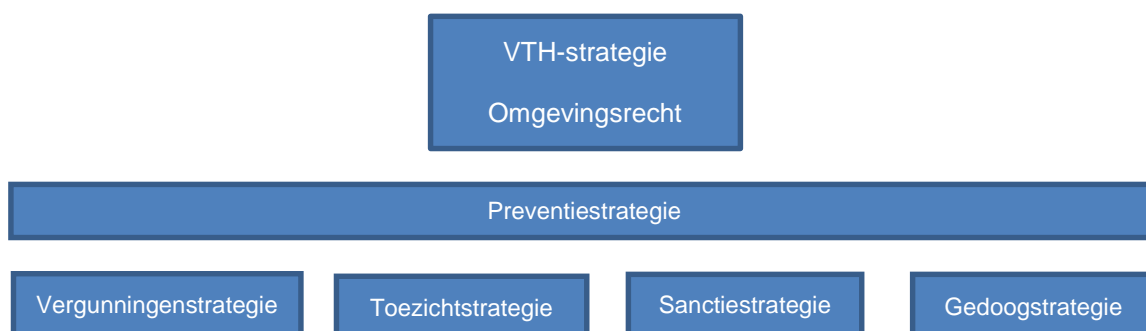 VTH-strategie
Omgevingsrecht
Preventiestrategie
Vergunningenstrategie
Toezichtstrategie
Sanctiestrategie
Gedoogstrategie